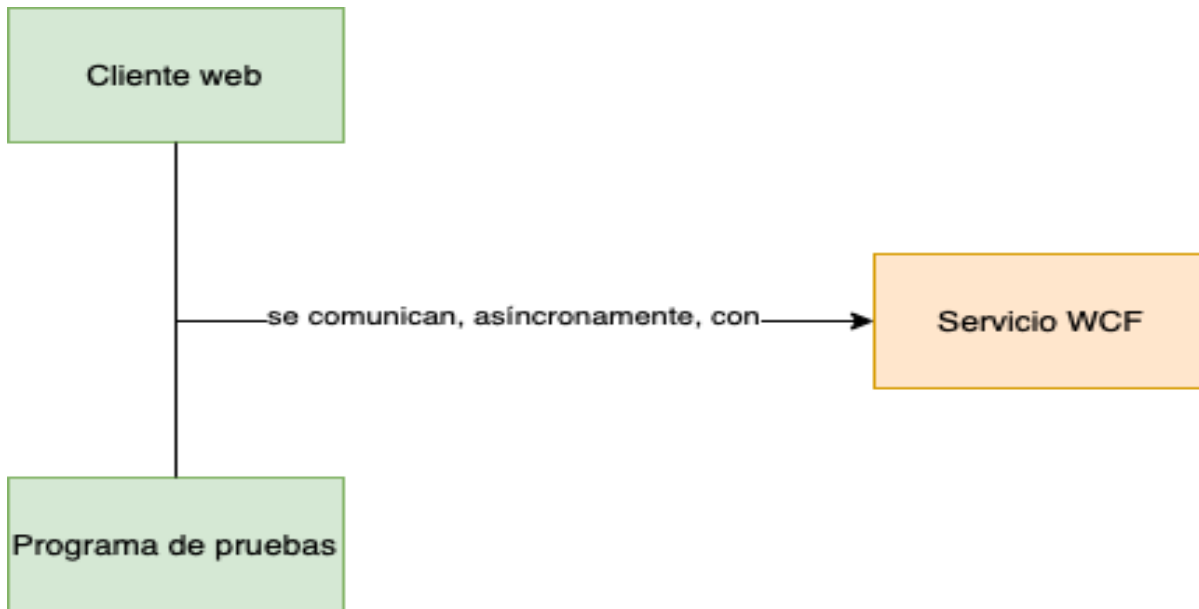 Cliente web
se comunican, asíncronamente, con
Servicio WCF
Programa de pruebas